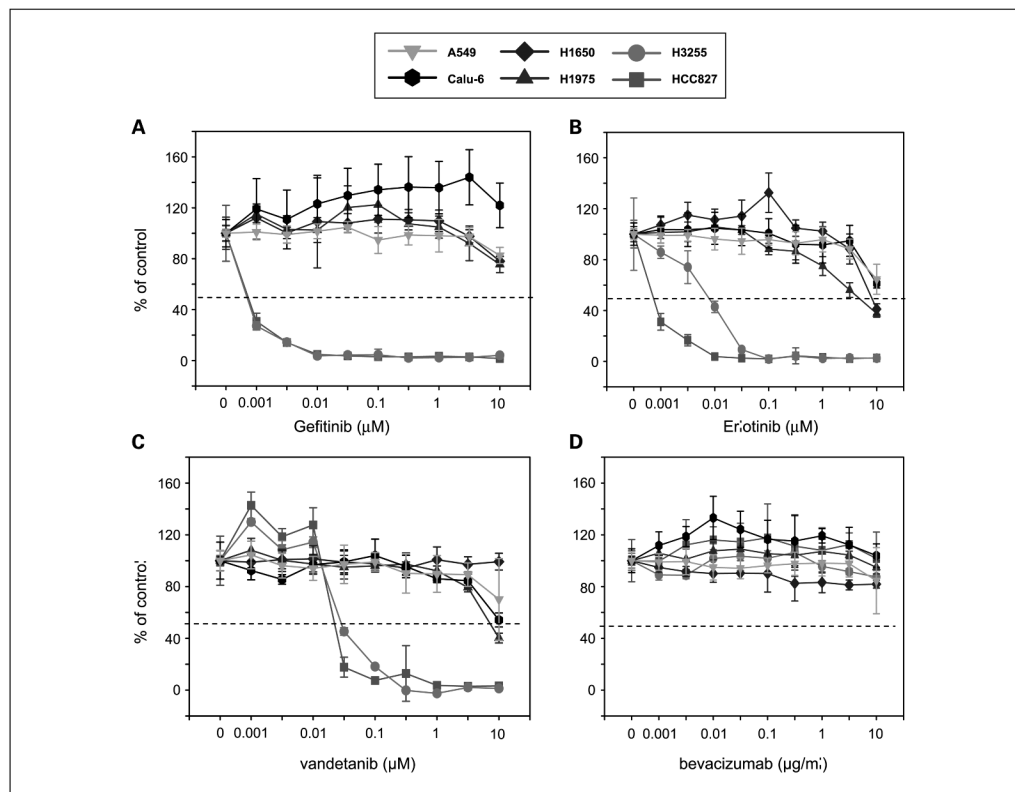 A549 H1650 H3255
Calu-6 H1975 HCC827
A
160
120
80
40
0
% of control
0 0.001 0.01 0.1 1 10
Gefitinib (μM)
B
160
120
80
40
0
0 0.001 0.01 0.1 1 10
Erlotinib (μM)
C
160
120
80
40
0
% of control
0 0.001 0.01 0.1 1 10
vandetanib (μM)
D
160
120
80
40
0
0 0.001 0.01 0.1 1 10
bevacizumab (μg/ml)